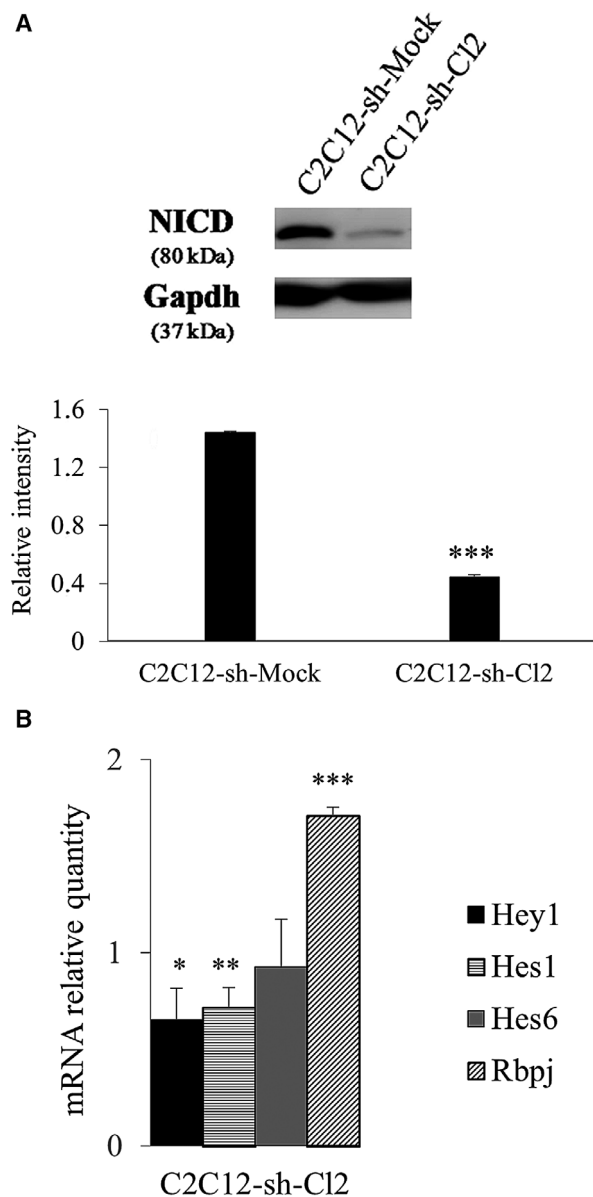 A
C2C12-sh-Mock
C2C12-sh-Cl2
NICD
(80 kDa)
Gapdh
(37 kDa)
Relative intensity
1.6
1.2
0.8
0.4
0
***
C2C12-sh-Mock
C2C12-sh-Cl2
B
mRNA relative quantity
2
1
0
*
**
***
C2C12-sh-Cl2
Hey1
Hes1
Hes6
Rbpj